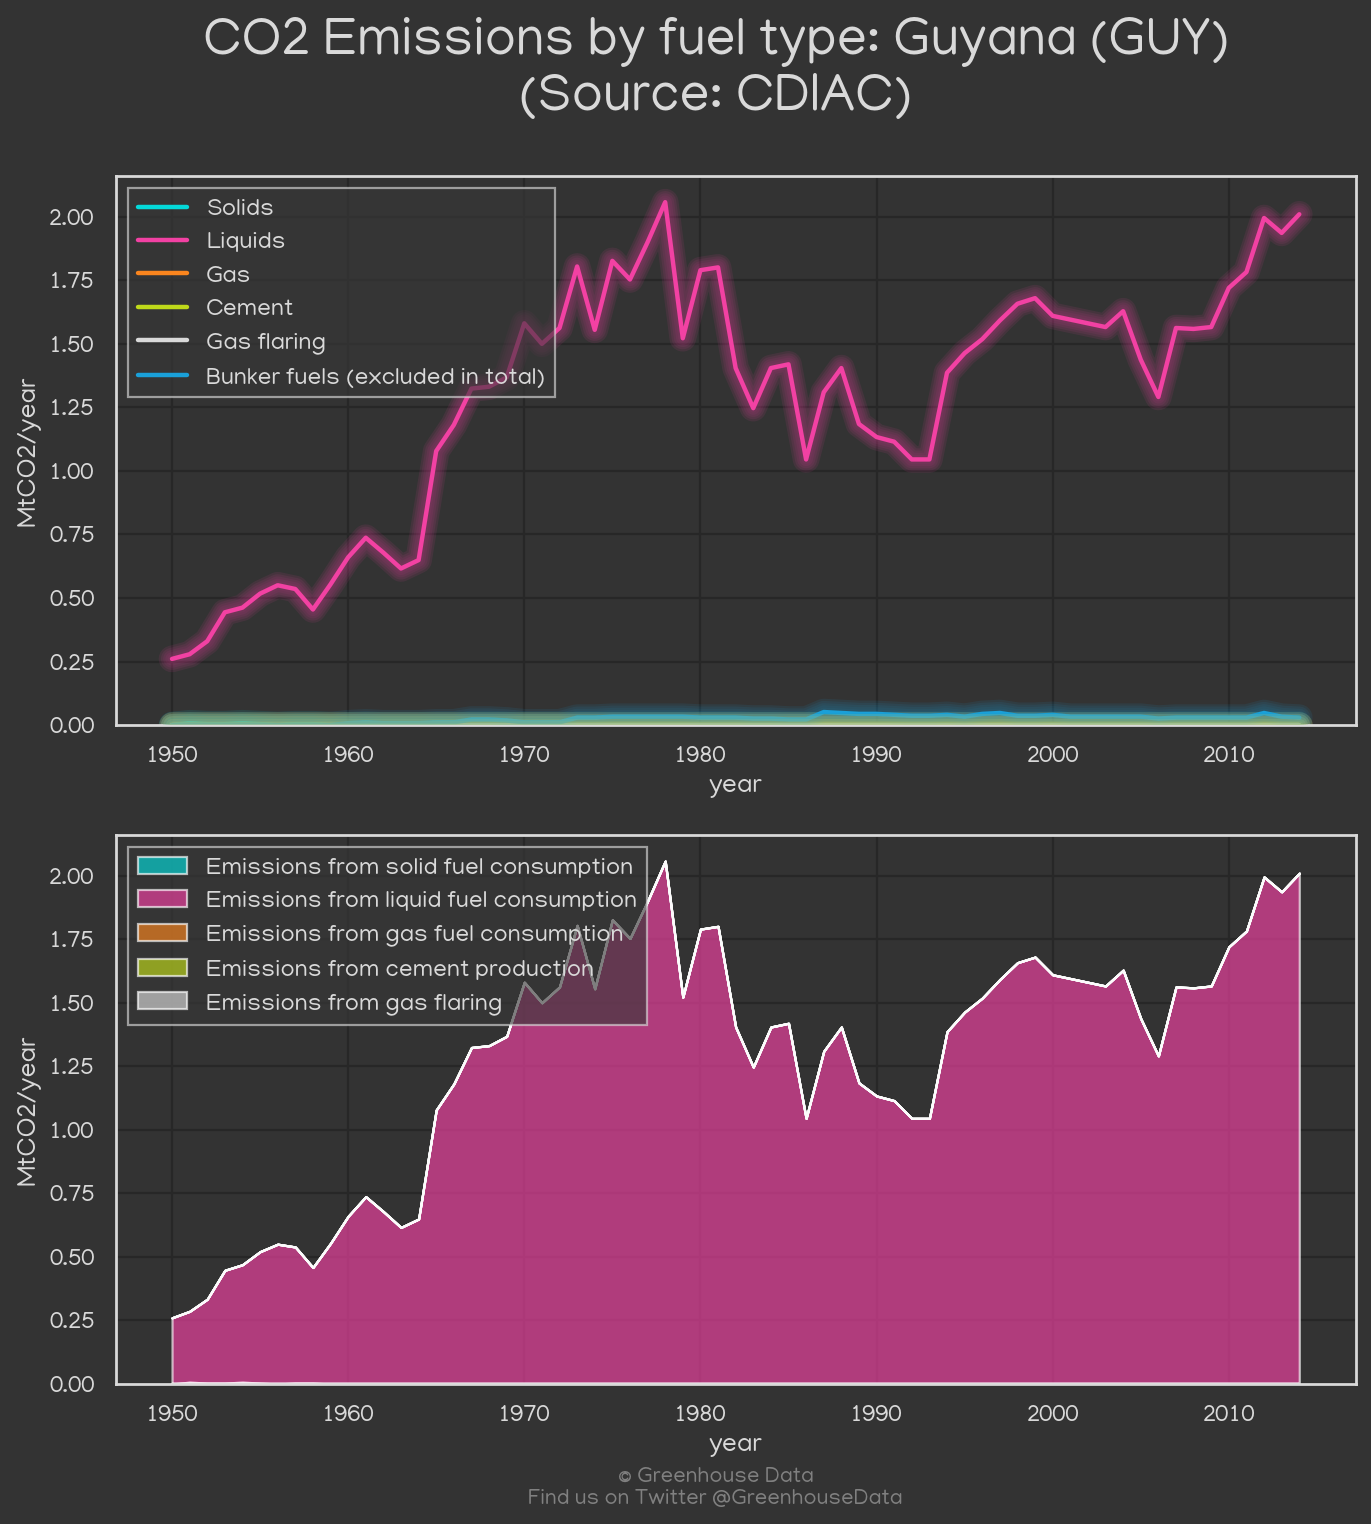 CO2 Emissions by fuel type: Guyana (GUY)
(Source: CDIAC)
Solids
Liquids
Gas
Cement
Gas flaring
Bunker fuels (excluded in total)
MtCO2/year
2.00
1.75
1.50
1.25
1.00
0.75
0.50
0.25
0.00
1950 1960 1970 1980 1990 2000 2010
year
Emissions from solid fuel consumption
Emissions from liquid fuel consumption
Emissions from gas fuel consumption
Emissions from cement production
Emissions from gas flaring
MtCO2/year
2.00
1.75
1.50
1.25
1.00
0.75
0.50
0.25
0.00
1950 1960 1970 1980 1990 2000 2010
year
© Greenhouse Data
Find us on Twitter @GreenhouseData